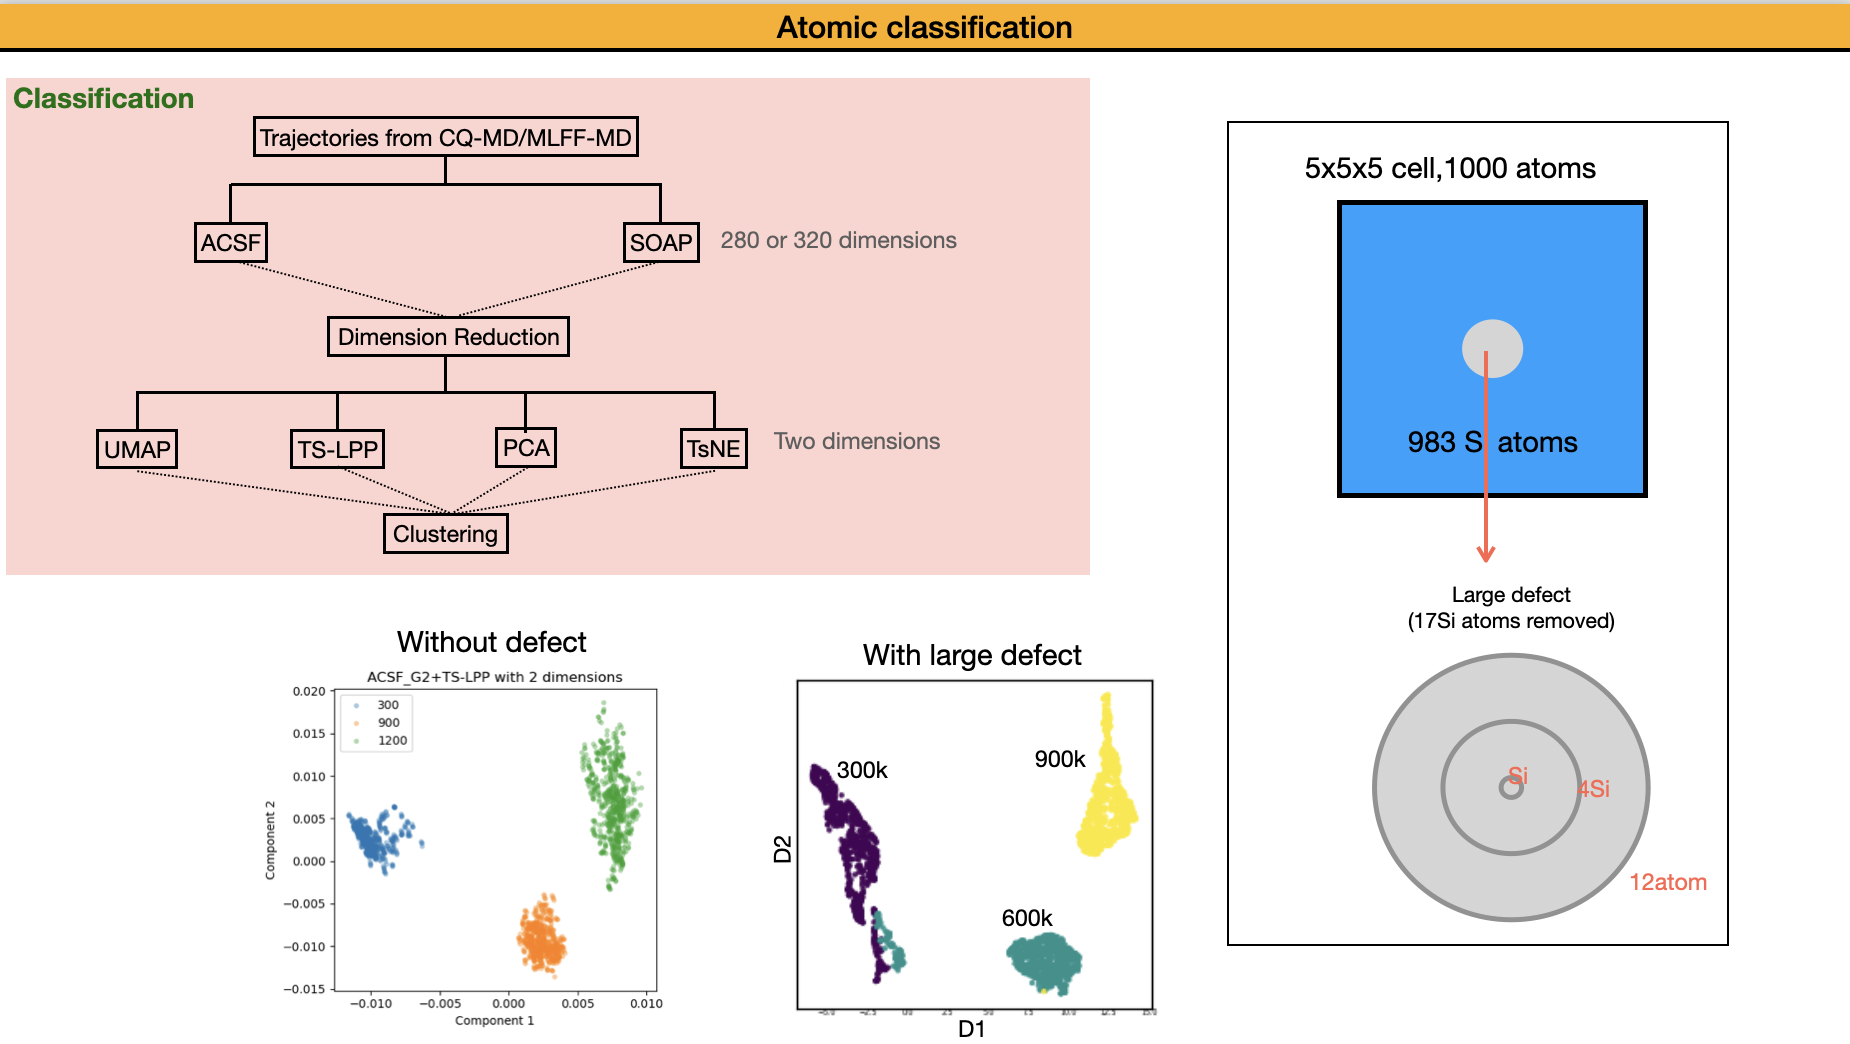 Atomic classification
Classification
Trajectories from CQ-MD/MLFF-MD
ACSF
SOAP
280 or 320 dimensions
Dimension Reduction
UMAP
TS-LPP
PCA
TsNE
Two dimensions
Clustering
Without defect
ACSF_G2+TS-LPP with 2 dimensions
300
900
1200
0.020
0.015
0.010
0.005
0.000
−0.005
−0.010
−0.015
Component 2
−0.010
−0.005
0.000
0.005
0.010
Component 1
With large defect
300k
900k
600k
D2
D1
5x5x5 cell,1000 atoms
983 Si atoms
Large defect
(17Si atoms removed)
Si
4Si
12atom